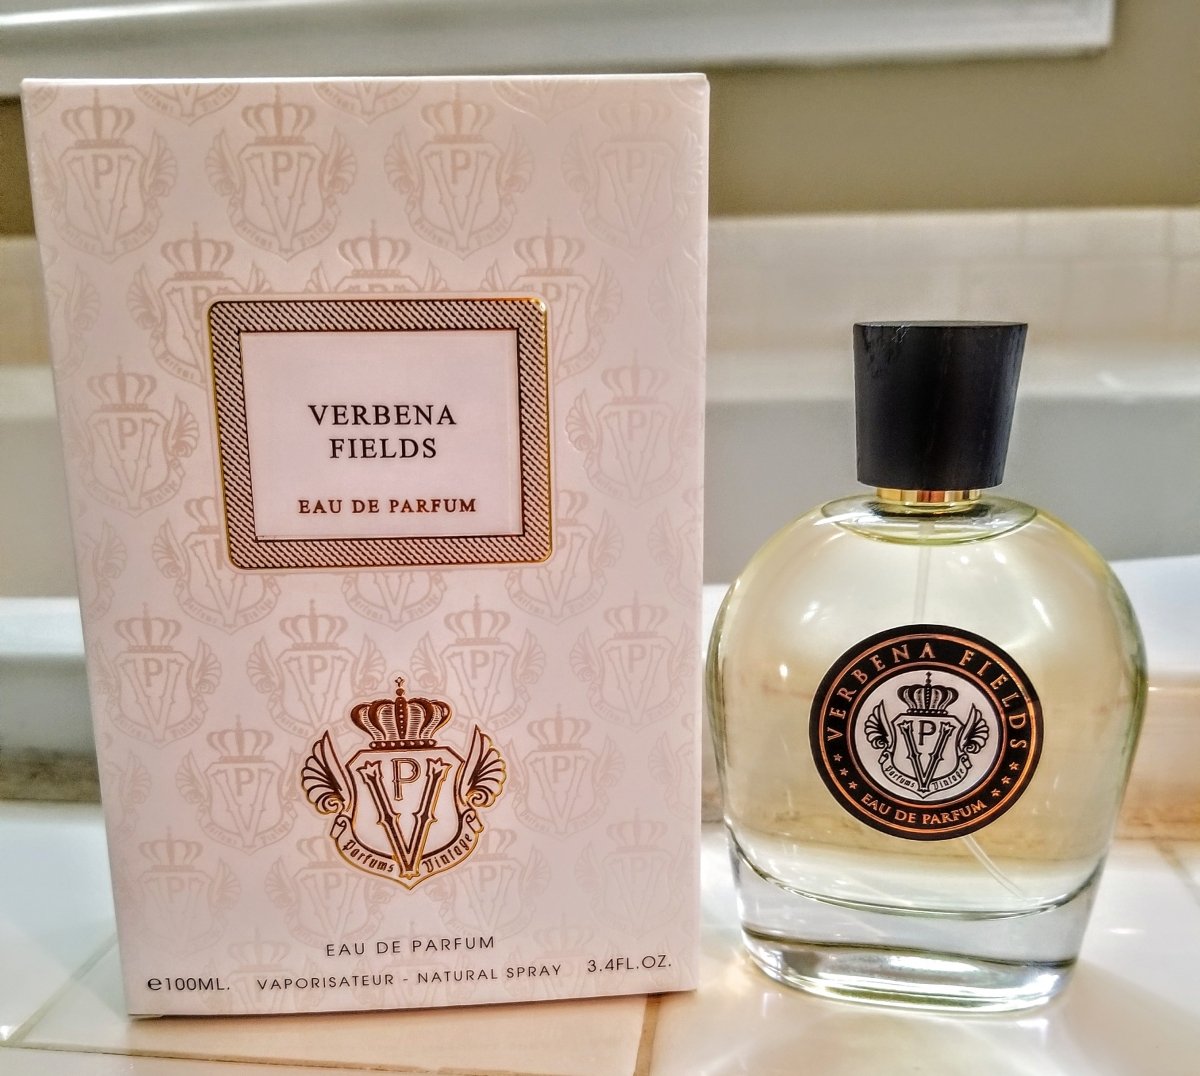 VERBENA
FIELDS
EAU DE PARFUM
P
V
Parfums Vintage
EAU DE PARFUM
℮100ML. VAPORISATEUR - NATURAL SPRAY 3.4FL.OZ.
VERBENA FIELDS
P
V
Parfums Vintage
EAU DE PARFUM